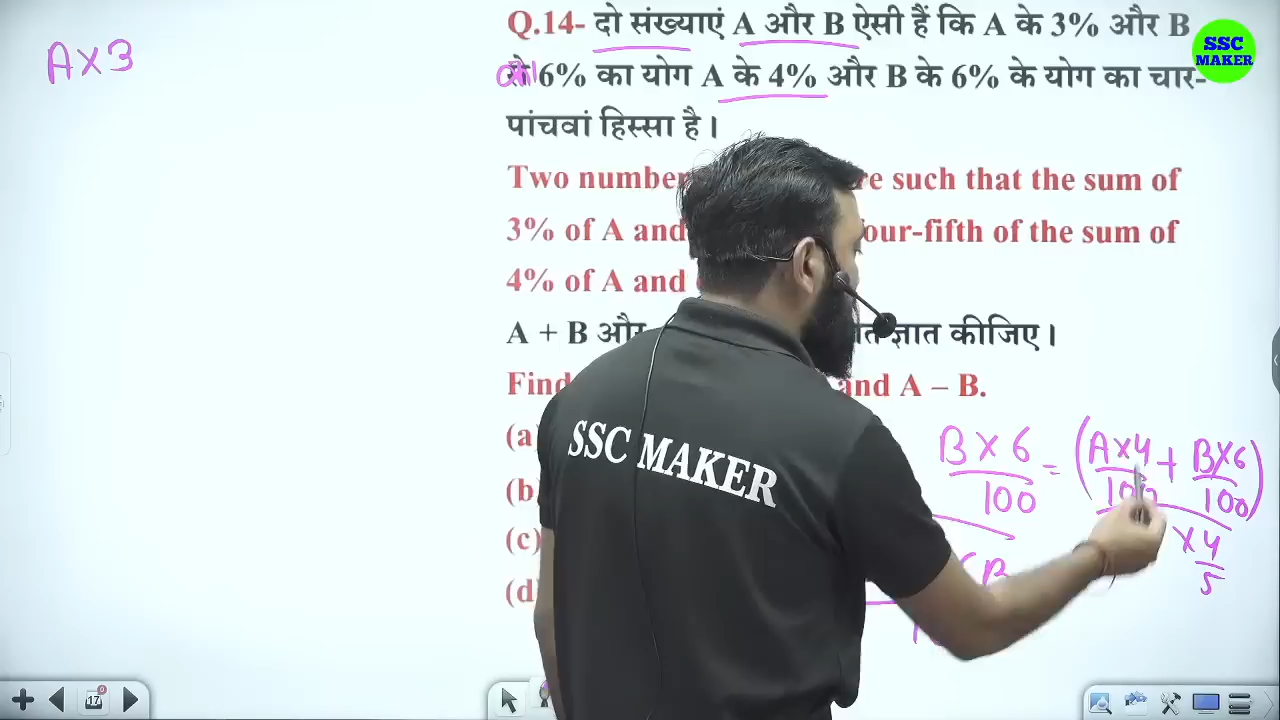 A×3
Q.14- दो संख्याएं A और B ऐसी हैं कि A के 3% और B
6% का योग A के 4% और B के 6% के योग का चार-
पांचवां हिस्सा है।
Two number re such that the sum of
3% of A and four-fifth of the sum of
4% of A and
A + B और ज्ञात कीजिए।
Find and A – B.
(a)
(b)
(c)
(d)
B×6/100 = (A×4/100 + B×6/100)
×4/5
SSC
MAKER
SSC MAKER
17